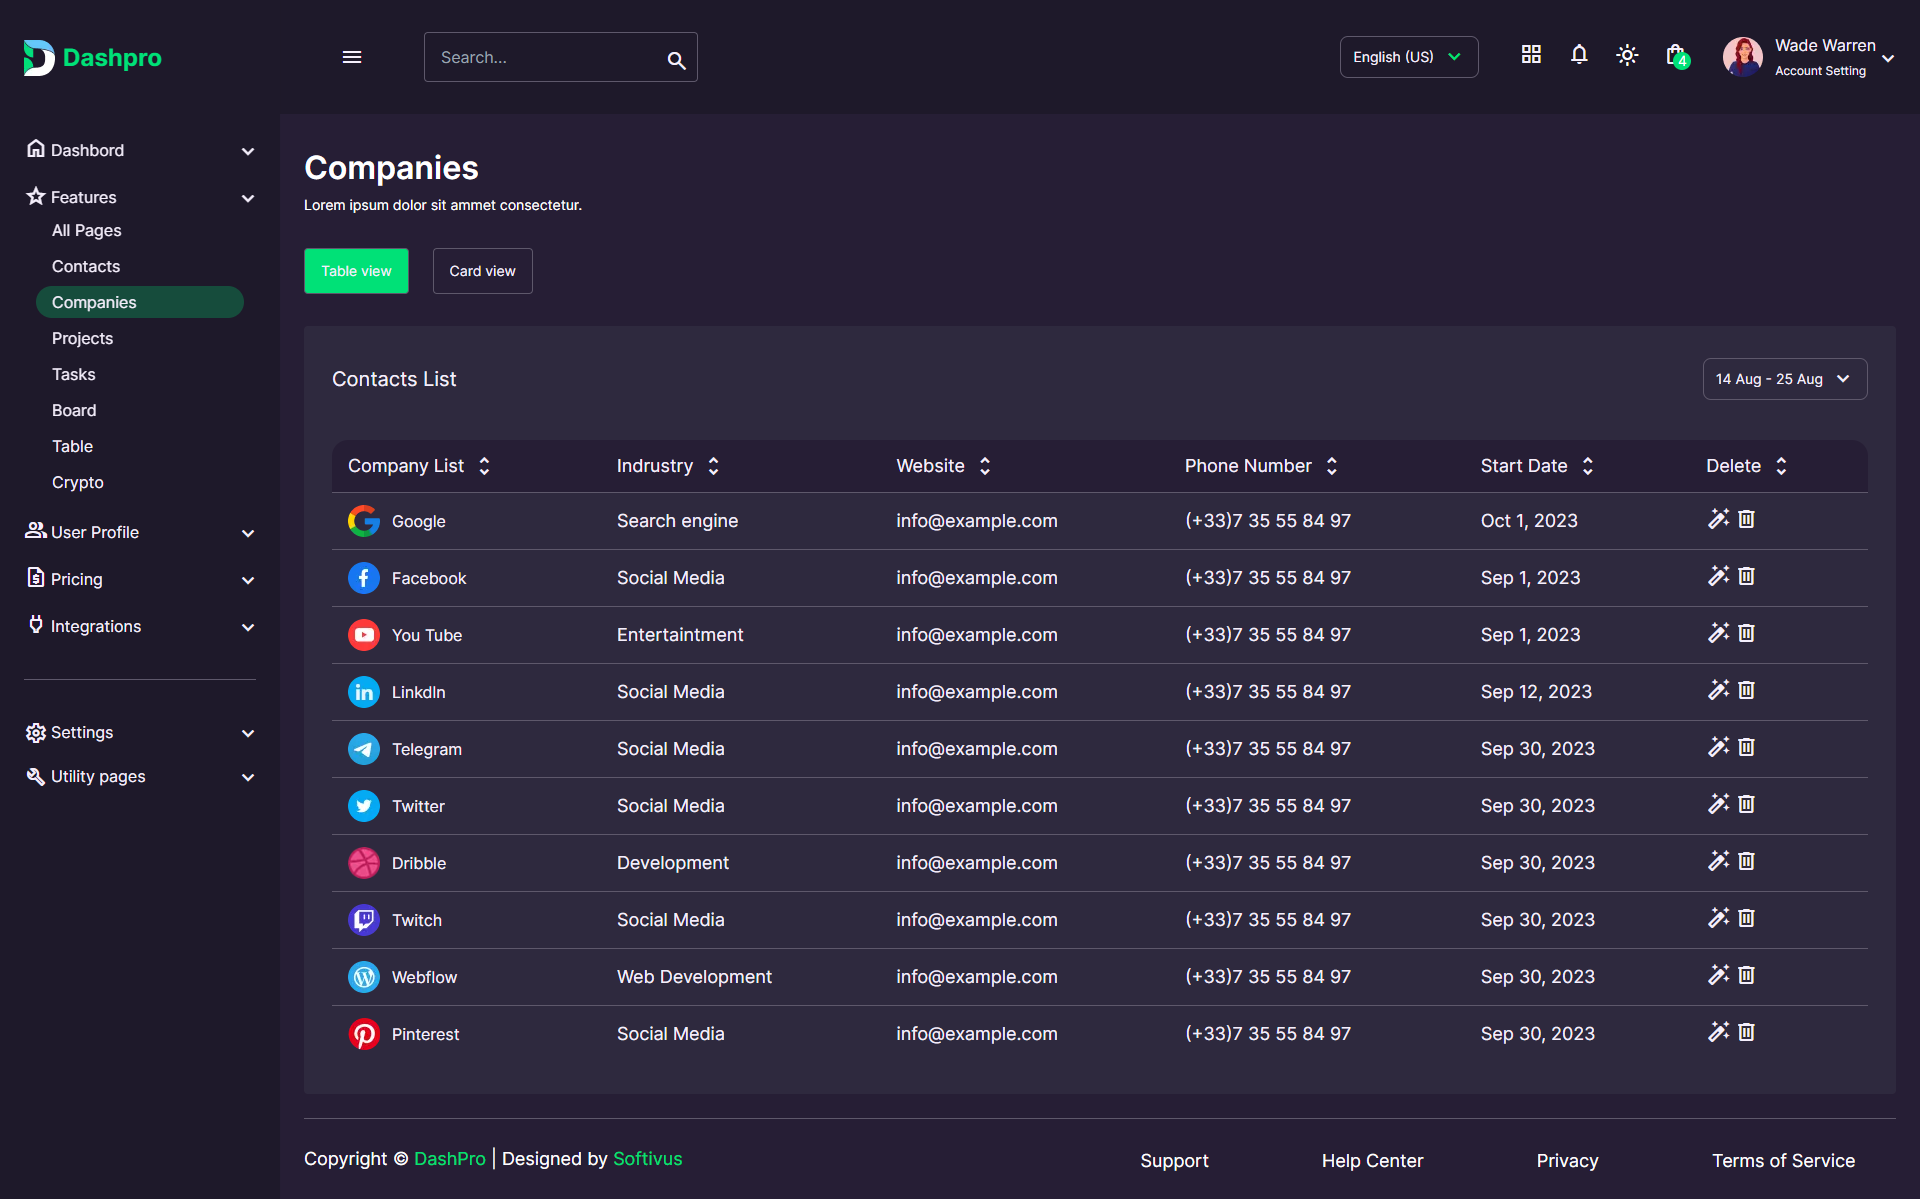 Dashpro
Search...
English (US)
4
Wade Warren
Account Setting
Dashbord
Features
All Pages
Contacts
Companies
Projects
Tasks
Board
Table
Crypto
User Profile
Pricing
Integrations
Settings
Utility pages
Companies
Lorem ipsum dolor sit ammet consectetur.
Table view Card view
Contacts List
14 Aug - 25 Aug
Company List Indrustry Website Phone Number Start Date Delete
Google Search engine info@example.com (+33)7 35 55 84 97 Oct 1, 2023
Facebook Social Media info@example.com (+33)7 35 55 84 97 Sep 1, 2023
You Tube Entertaintment info@example.com (+33)7 35 55 84 97 Sep 1, 2023
LinkdIn Social Media info@example.com (+33)7 35 55 84 97 Sep 12, 2023
Telegram Social Media info@example.com (+33)7 35 55 84 97 Sep 30, 2023
Twitter Social Media info@example.com (+33)7 35 55 84 97 Sep 30, 2023
Dribble Development info@example.com (+33)7 35 55 84 97 Sep 30, 2023
Twitch Social Media info@example.com (+33)7 35 55 84 97 Sep 30, 2023
Webflow Web Development info@example.com (+33)7 35 55 84 97 Sep 30, 2023
Pinterest Social Media info@example.com (+33)7 35 55 84 97 Sep 30, 2023
Copyright © DashPro | Designed by Softivus
Support Help Center Privacy Terms of Service